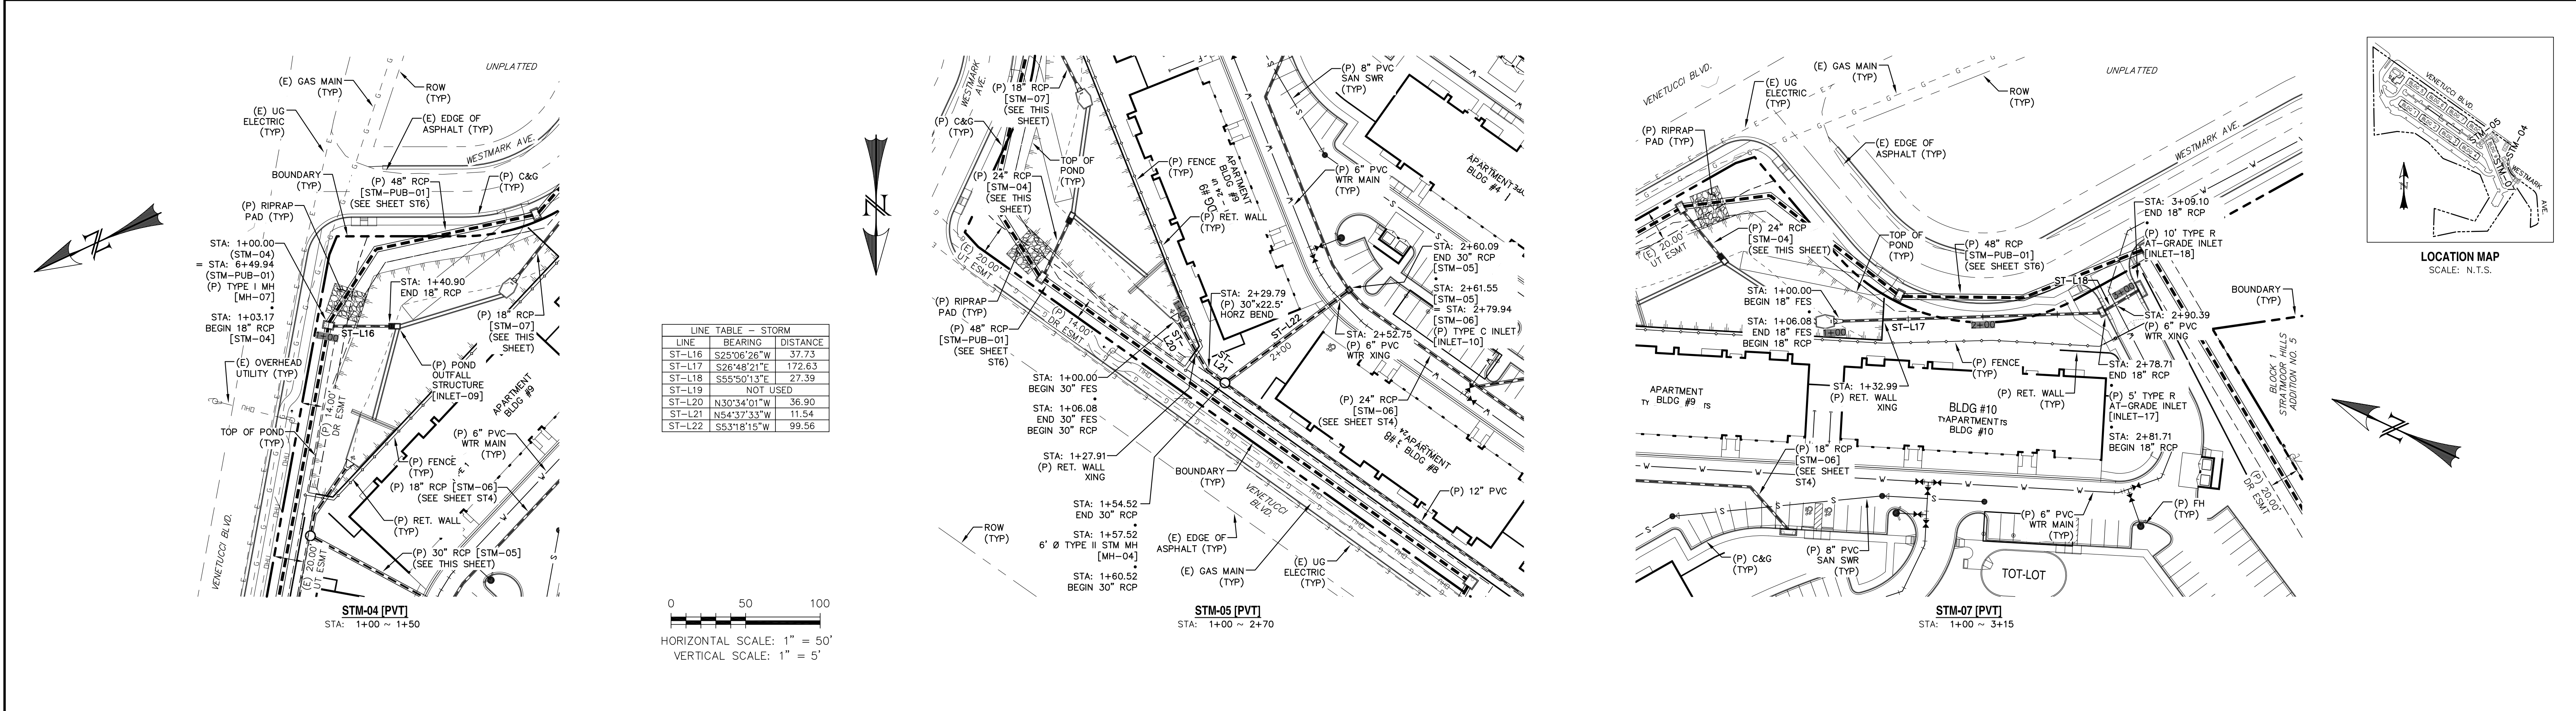 UNPLATTED
(E) GAS MAIN
(TYP)
ROW
(TYP)
(E) UG
ELECTRIC
(TYP)
(E) EDGE OF
ASPHALT (TYP)
WESTMARK AVE.
BOUNDARY
(TYP)
(P) 48" RCP
[STM-PUB-01]
(SEE SHEET ST6)
(P) C&G
(TYP)
(P) RIPRAP
PAD (TYP)
STA: 1+00.00
(STM-04)
= STA: 6+49.94
(STM-PUB-01)
(P) TYPE I MH
[MH-07]
STA: 1+03.17
BEGIN 18" RCP
[STM-04]
STA: 1+40.90
END 18" RCP
ST-L16
1+00
(P) 18" RCP
[STM-07]
(SEE THIS
SHEET)
(E) OVERHEAD
UTILITY (TYP)
(P) POND
OUTFALL
STRUCTURE
[INLET-09]
APARTMENT
BLDG #9
(P) 14.00'
DR ESMT
TOP OF POND
(TYP)
(P) 6" PVC
WTR MAIN
(TYP)
(P) FENCE
(TYP)
(P) 18" RCP [STM-06]
(SEE SHEET ST4)
(P) RET. WALL
(TYP)
(P) 30" RCP [STM-05]
(SEE THIS SHEET)
VENETUCCI BLVD.
(E) 20.00'
UT ESMT
STM-04 [PVT]
STA: 1+00 ~ 1+50
LINE TABLE - STORM
LINE BEARING DISTANCE
ST-L16 S25°06'26"W 37.73
ST-L17 S26°48'21"E 172.63
ST-L18 S55°50'13"E 27.39
ST-L19 NOT USED
ST-L20 N30°34'01"W 36.90
ST-L21 N54°37'33"W 11.54
ST-L22 S53°18'15"W 99.56
0 50 100
HORIZONTAL SCALE: 1" = 50'
VERTICAL SCALE: 1" = 5'
N
WESTMARK
AVE.
(P) 18" RCP
[STM-07]
(SEE THIS
SHEET)
(P) C&G
(TYP)
TOP OF
POND
(TYP)
(P) 24" RCP
[STM-04]
(SEE THIS
SHEET)
(P) FENCE
(TYP)
APARTMENT
BLDG #9
(P) RET. WALL
(TYP)
(P) 8" PVC
SAN SWR
(TYP)
APARTMENT
BLDG #4
(P) 6" PVC
WTR MAIN
(TYP)
(E) 20.00'
UT ESMT
(P) RIPRAP
PAD (TYP)
(P) 48" RCP
[STM-PUB-01]
(SEE SHEET
ST6)
(P) 14.00'
DR ESMT
STA: 2+29.79
(P) 30"x22.5°
HORZ BEND
STA: 2+60.09
END 30" RCP
[STM-05]
STA: 2+61.55
[STM-05]
= STA: 2+79.94
[STM-06]
(P) TYPE C INLET
[INLET-10]
STA: 2+52.75
(P) 6" PVC
WTR XING
ST-L20
ST-L21
ST-L22
2+00
STA: 1+00.00
BEGIN 30" FES
STA: 1+06.08
END 30" FES
BEGIN 30" RCP
STA: 1+27.91
(P) RET. WALL
XING
(P) 24" RCP
[STM-06]
(SEE SHEET ST4)
APARTMENT
BLDG #8
BOUNDARY
(TYP)
(P) 12" PVC
STA: 1+54.52
END 30" RCP
STA: 1+57.52
6' Ø TYPE II STM MH
[MH-04]
STA: 1+60.52
BEGIN 30" RCP
ROW
(TYP)
VENETUCCI
BLVD.
(E) EDGE OF
ASPHALT (TYP)
(E) GAS MAIN
(TYP)
(E) UG
ELECTRIC
(TYP)
STM-05 [PVT]
STA: 1+00 ~ 2+70
VENETUCCI BLVD.
(E) GAS MAIN
(TYP)
(E) UG
ELECTRIC
(TYP)
UNPLATTED
ROW
(TYP)
(P) RIPRAP
PAD (TYP)
(E) EDGE OF
ASPHALT (TYP)
WESTMARK AVE.
(E) 20.00'
UT ESMT
(P) 24" RCP
[STM-04]
(SEE THIS SHEET)
TOP OF
POND
(TYP)
(P) 48" RCP
[STM-PUB-01]
(SEE SHEET ST6)
STA: 3+09.10
END 18" RCP
(P) 10' TYPE R
AT-GRADE INLET
[INLET-18]
STA: 1+00.00
BEGIN 18" FES
STA: 1+06.08
END 18" FES
BEGIN 18" RCP
1+00
ST-L17
2+00
ST-L18
3+00
BOUNDARY
(TYP)
STA: 2+90.39
(P) 6" PVC
WTR XING
(P) FENCE
(TYP)
STA: 2+78.71
END 18" RCP
(P) 5' TYPE R
AT-GRADE INLET
[INLET-17]
STA: 2+81.71
BEGIN 18" RCP
STA: 1+32.99
(P) RET. WALL
XING
(P) RET. WALL
(TYP)
APARTMENT
BLDG #9
BLDG #10
APARTMENT
BLDG #10
BLOCK 1
STRATMOOR HILLS
ADDITION NO. 5
(P) 18" RCP
[STM-06]
(SEE SHEET
ST4)
(P) 20.00'
DR ESMT
(P) FH
(TYP)
(P) 6" PVC
WTR MAIN
(TYP)
(P) C&G
(TYP)
(P) 8" PVC
SAN SWR
(TYP)
TOT-LOT
STM-07 [PVT]
STA: 1+00 ~ 3+15
VENETUCCI BLVD.
STM-05
STM-04
STM-07
WESTMARK
AVE.
LOCATION MAP
SCALE: N.T.S.